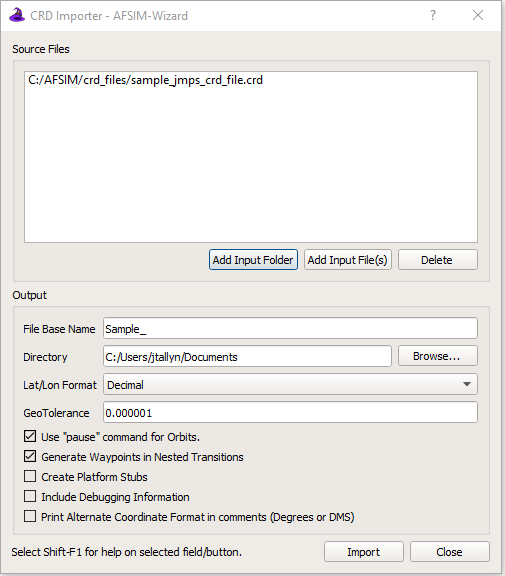 CRD Importer - AFSIM-Wizard
?
Source Files
C:/AFSIM/crd_files/sample_jmps_crd_file.crd
Add Input Folder Add Input File(s) Delete
Output
File Base Name Sample_
Directory C:/Users/jtallyn/Documents Browse...
Lat/Lon Format Decimal
GeoTolerance 0.000001
Use "pause" command for Orbits.
Generate Waypoints in Nested Transitions
Create Platform Stubs
Include Debugging Information
Print Alternate Coordinate Format in comments (Degrees or DMS)
Select Shift-F1 for help on selected field/button. Import Close